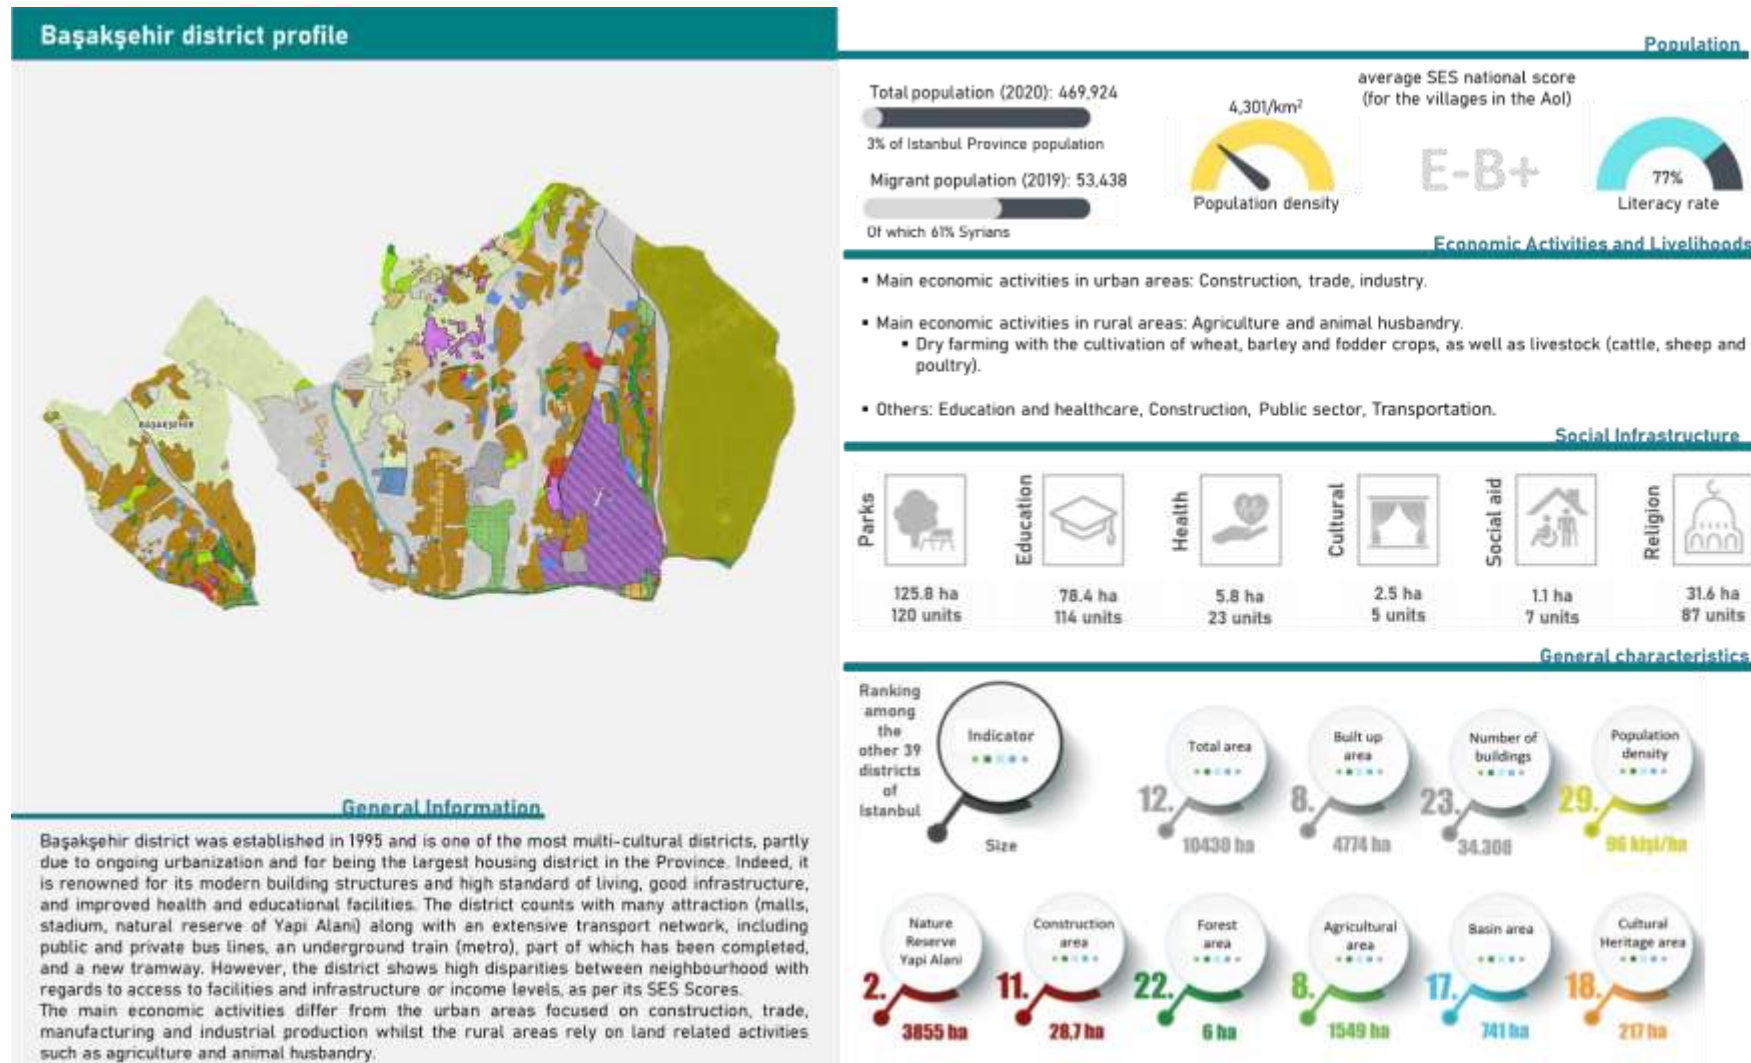 Başakşehir district profile
BAŞAKŞEHİR
General Information
Başakşehir district was established in 1995 and is one of the most multi-cultural districts, partly
due to ongoing urbanization and for being the largest housing district in the Province. Indeed, it
is renowned for its modern building structures and high standard of living, good infrastructure,
and improved health and educational facilities. The district counts with many attraction (malls,
stadium, natural reserve of Yapi Alani) along with an extensive transport network, including
public and private bus lines, an underground train (metro), part of which has been completed,
and a new tramway. However, the district shows high disparities between neighbourhood with
regards to access to facilities and infrastructure or income levels, as per its SES Scores.
The main economic activities differ from the urban areas focused on construction, trade,
manufacturing and industrial production whilst the rural areas rely on land related activities
such as agriculture and animal husbandry.
Population
Total population (2020): 469,924
3% of Istanbul Province population
Migrant population (2019): 53,438
Of which 61% Syrians
4,301/km²
Population density
average SES national score
(for the villages in the AoI)
E-B+
77%
Literacy rate
Economic Activities and Livelihoods
▪ Main economic activities in urban areas: Construction, trade, industry.
▪ Main economic activities in rural areas: Agriculture and animal husbandry.
▪ Dry farming with the cultivation of wheat, barley and fodder crops, as well as livestock (cattle, sheep and
poultry).
▪ Others: Education and healthcare, Construction, Public sector, Transportation.
Social Infrastructure
Parks
125.8 ha
120 units
Education
78.4 ha
114 units
Health
5.8 ha
23 units
Cultural
2.5 ha
5 units
Social aid
1.1 ha
7 units
Religion
31.6 ha
87 units
General characteristics
Ranking
among
the
other 39
districts
of
Istanbul
Indicator
Size
Total area
12.
10430 ha
Built up
area
8.
4774 ha
Number of
buildings
23.
34.308
Population
density
29.
96 kişi/ha
Nature
Reserve
Yapi Alani
2.
3855 ha
Construction
area
11.
28,7 ha
Forest
area
22.
6 ha
Agricultural
area
8.
1549 ha
Basin area
17.
741 ha
Cultural
Heritage area
18.
217 ha